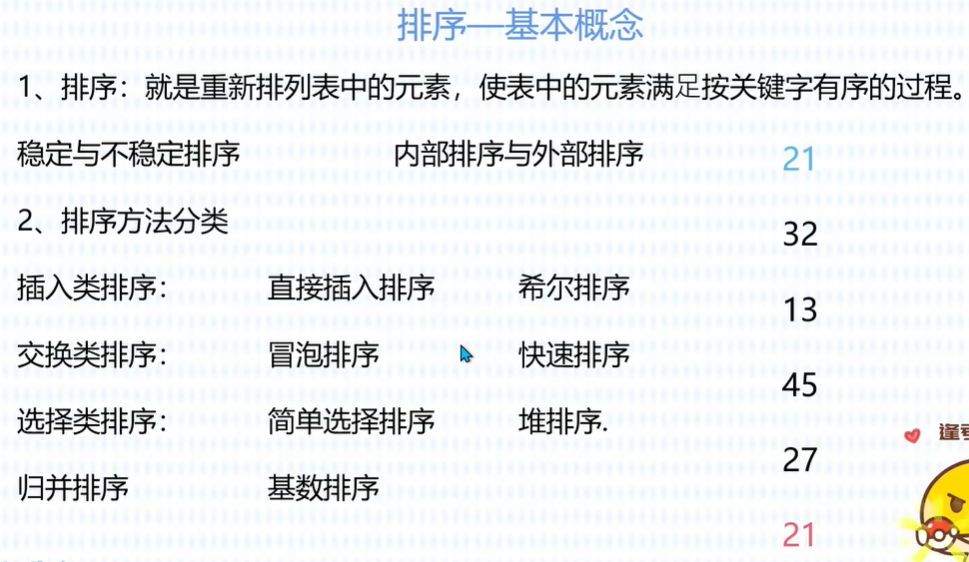 排序—基本概念
1、排序：就是重新排列表中的元素，使表中的元素满足按关键字有序的过程。
稳定与不稳定排序 内部排序与外部排序 21
2、排序方法分类
32
插入类排序： 直接插入排序 希尔排序
13
交换类排序： 冒泡排序 快速排序
45
选择类排序： 简单选择排序 堆排序.
27
归并排序 基数排序
21